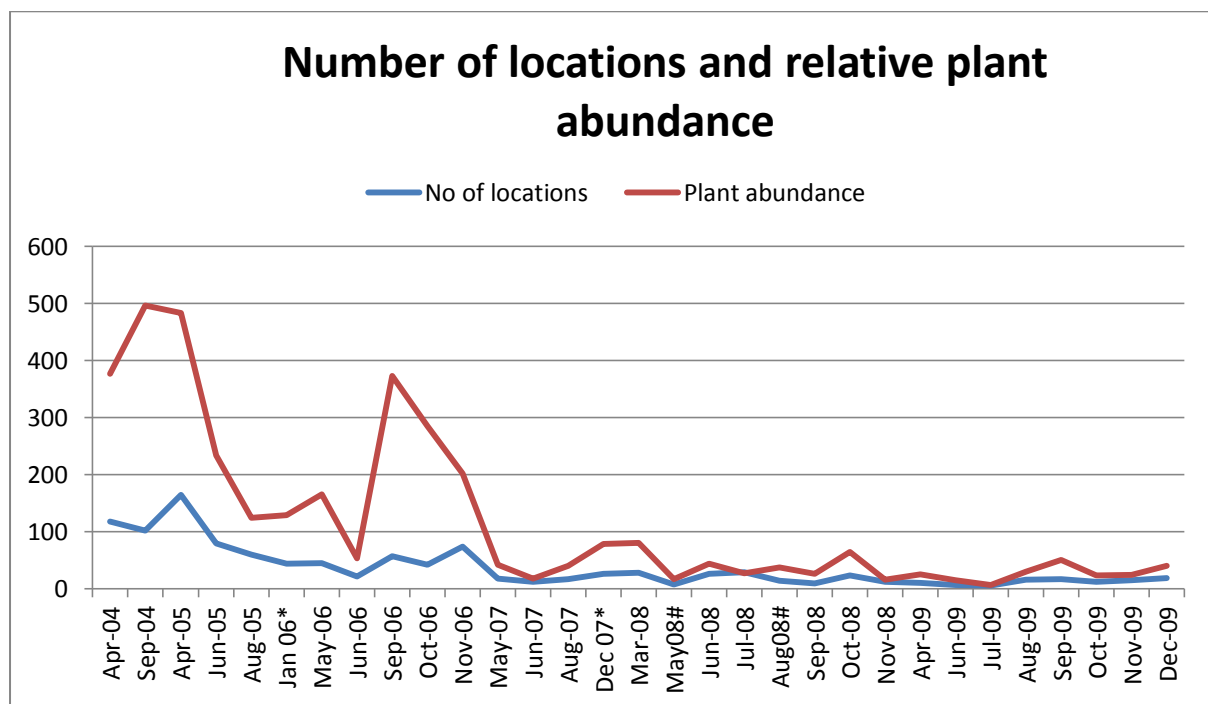 Number of locations and relative plant
abundance
No of locations
Plant abundance
600
500
400
300
200
100
0
Apr-04
Sep-04
Apr-05
Jun-05
Aug-05
Jan 06*
May-06
Jun-06
Sep-06
Oct-06
Nov-06
May-07
Jun-07
Aug-07
Dec 07*
Mar-08
May08#
Jun-08
Jul-08
Aug08#
Sep-08
Oct-08
Nov-08
Apr-09
Jun-09
Jul-09
Aug-09
Sep-09
Oct-09
Nov-09
Dec-09